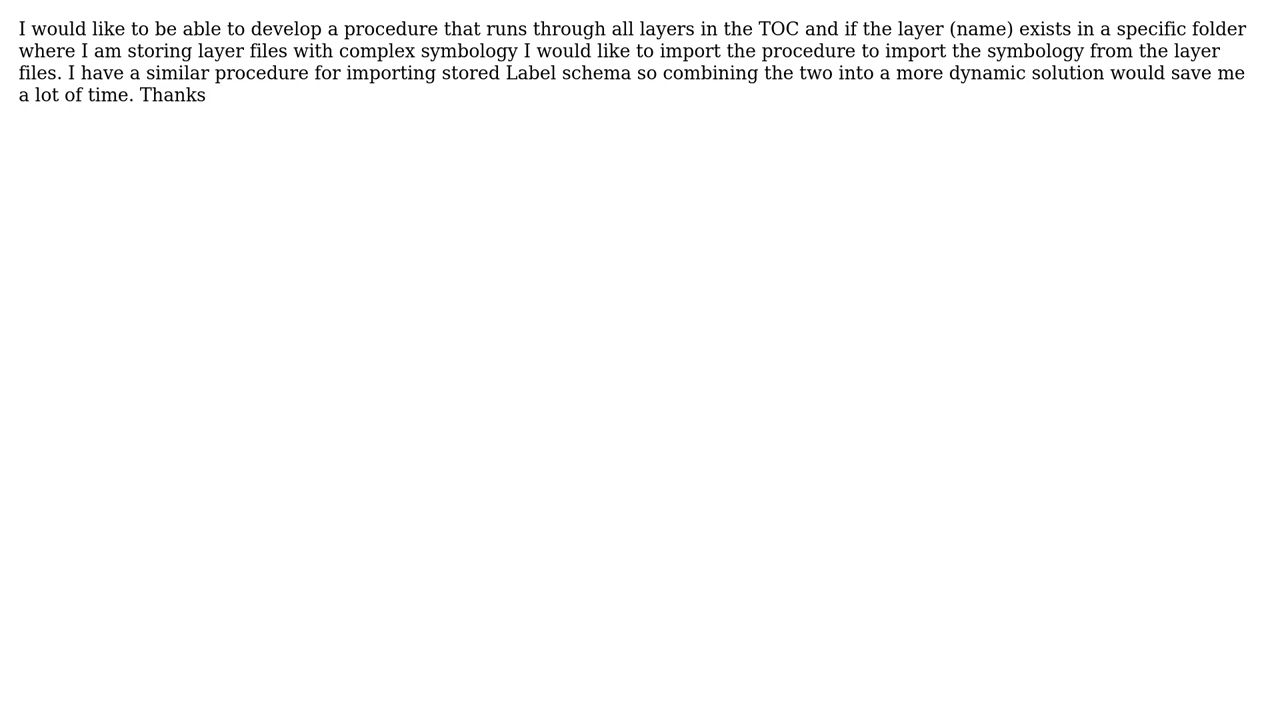 I would like to be able to develop a procedure that runs through all layers in the TOC and if the layer (name) exists in a specific folder
where I am storing layer files with complex symbology I would like to import the procedure to import the symbology from the layer
files. I have a similar procedure for importing stored Label schema so combining the two into a more dynamic solution would save me
a lot of time. Thanks